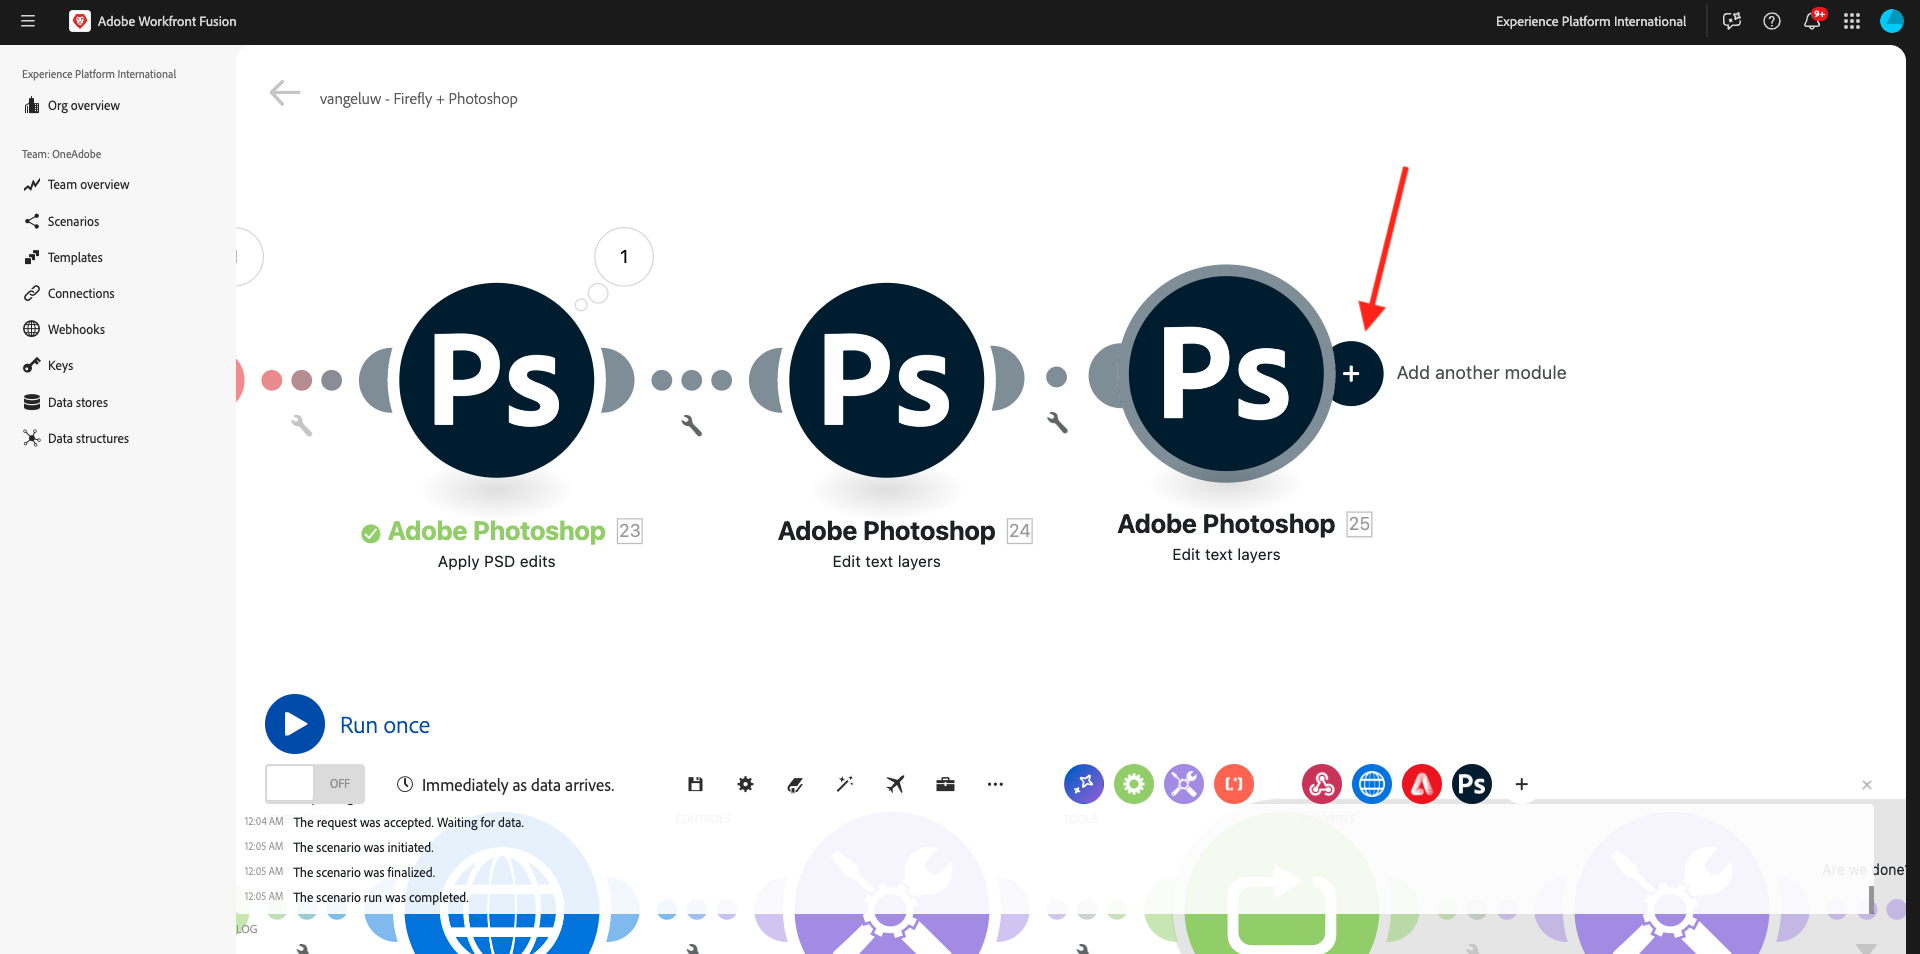 Adobe Workfront Fusion
Experience Platform International
9+
Experience Platform International
Org overview
Team: OneAdobe
Team overview
Scenarios
Templates
Connections
Webhooks
Keys
Data stores
Data structures
vangeluw - Firefly + Photoshop
1
Ps
Ps
Ps
+
Add another module
Adobe Photoshop 23
Apply PSD edits
Adobe Photoshop 24
Edit text layers
Adobe Photoshop 25
Edit text layers
Run once
OFF
Immediately as data arrives.
Ps
+
CONTROLS
TOOLS
12:04 AM The request was accepted. Waiting for data.
12:05 AM The scenario was initiated.
12:05 AM The scenario was finalized.
12:05 AM The scenario run was completed.
Are we done?
LOG